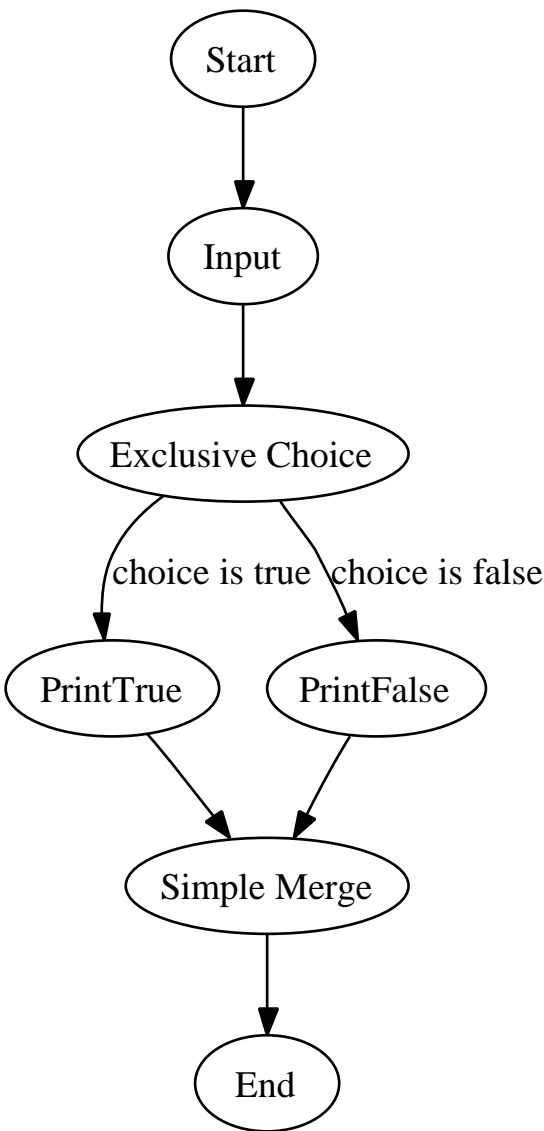 Start
Input
Exclusive Choice
choice is true
choice is false
PrintTrue
PrintFalse
Simple Merge
End